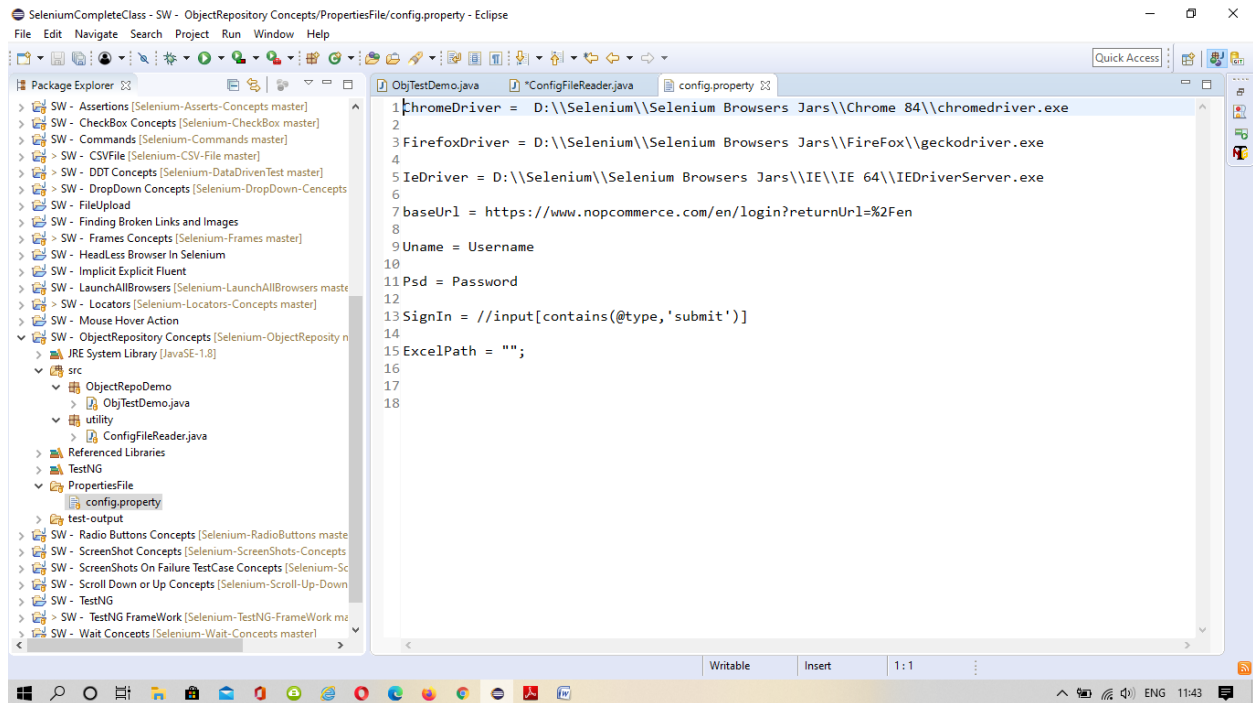 SeleniumCompleteClass - SW - ObjectRepository Concepts/PropertiesFile/config.property - Eclipse
File Edit Navigate Search Project Run Window Help
Quick Access
Package Explorer
ObjTestDemo.java
*ConfigFileReader.java
config.property
SW - Assertions [Selenium-Asserts-Concepts master]
SW - CheckBox Concepts [Selenium-CheckBox master]
SW - Commands [Selenium-Commands master]
> SW - CSVFile [Selenium-CSV-File master]
> SW - DDT Concepts [Selenium-DataDrivenTest master]
> SW - DropDown Concepts [Selenium-DropDown-Cencepts
SW - FileUpload
SW - Finding Broken Links and Images
> SW - Frames Concepts [Selenium-Frames master]
SW - HeadLess Browser In Selenium
SW - Implicit Explicit Fluent
SW - LaunchAllBrowsers [Selenium-LaunchAllBrowsers maste
> SW - Locators [Selenium-Locators-Concepts master]
SW - Mouse Hover Action
SW - ObjectRepository Concepts [Selenium-ObjectReposity n
JRE System Library [JavaSE-1.8]
src
ObjectRepoDemo
ObjTestDemo.java
utility
ConfigFileReader.java
Referenced Libraries
TestNG
PropertiesFile
config.property
test-output
SW - Radio Buttons Concepts [Selenium-RadioButtons maste
SW - ScreenShot Concepts [Selenium-ScreenShots-Concepts
SW - ScreenShots On Failure TestCase Concepts [Selenium-Sc
SW - Scroll Down or Up Concepts [Selenium-Scroll-Up-Down
SW - TestNG
> SW - TestNG FrameWork [Selenium-TestNG-FrameWork ma
SW - Wait Concepts [Selenium-Wait-Concepts master]
1 ChromeDriver =  D:\\Selenium\\Selenium Browsers Jars\\Chrome 84\\chromedriver.exe
2
3 FirefoxDriver = D:\\Selenium\\Selenium Browsers Jars\\FireFox\\geckodriver.exe
4
5 IeDriver = D:\\Selenium\\Selenium Browsers Jars\\IE\\IE 64\\IEDriverServer.exe
6
7 baseUrl = https://www.nopcommerce.com/en/login?returnUrl=%2Fen
8
9 Uname = Username
10
11 Psd = Password
12
13 SignIn = //input[contains(@type,'submit')]
14
15 ExcelPath = "";
16
17
18
Writable Insert 1 : 1
ENG 11:43